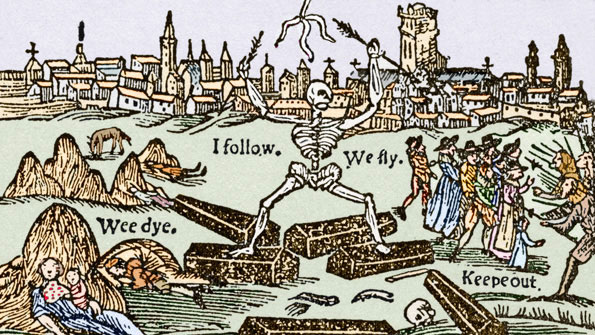 I follow.
We fly.
Wee dye.
Keepe out.